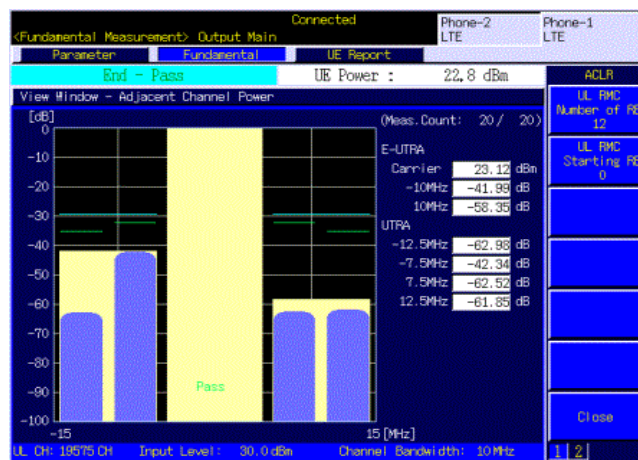 Connected
Phone-2
LTE
Phone-1
LTE
<Fundamental Measurement> Output Main
Parameter
Fundamental
UE Report
End - Pass
UE Power : 22.8 dBm
ACLR
View Window - Adjacent Channel Power
UL RMC
Number of RB
12
UL RMC
Starting RB
0
[dB]
(Meas.Count: 20/ 20)
0
-10
-20
-30
-40
-50
-60
-70
-80
-90
-100
E-UTRA
Carrier 23.12 dBm
-10MHz -41.99 dB
10MHz -58.35 dB
UTRA
-12.5MHz -62.98 dB
-7.5MHz -42.34 dB
7.5MHz -62.52 dB
12.5MHz -61.85 dB
Pass
-15
15 [MHz]
Close
UL CH: 19575 CH Input Level: 30.0 dBm Channel Bandwidth: 10 MHz
1 2